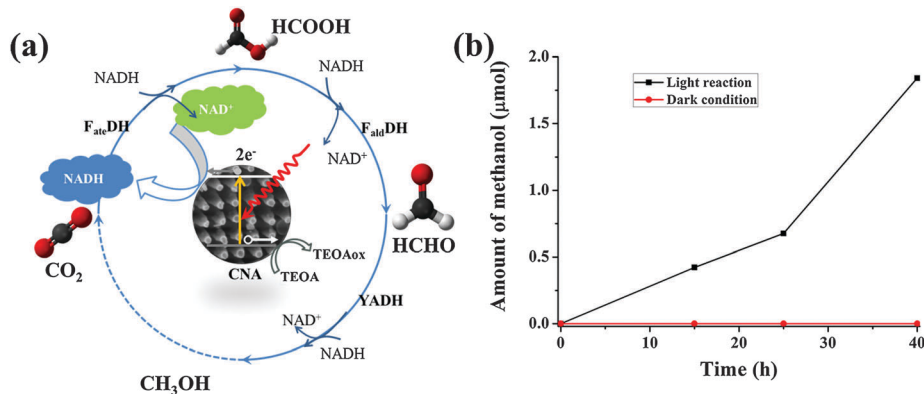 (a)
HCOOH
NADH
NADH
NAD⁺
FₐₜₑDH
FₐₗdDH
2e⁻
NAD⁺
NADH
HCHO
TEOAox
CO₂
CNA
TEOA
YADH
NAD⁺
NADH
CH₃OH
(b)
2.0
1.5
1.0
0.5
0.0
Amount of methanol (μmol)
Light reaction
Dark condition
0
10
20
30
40
Time (h)